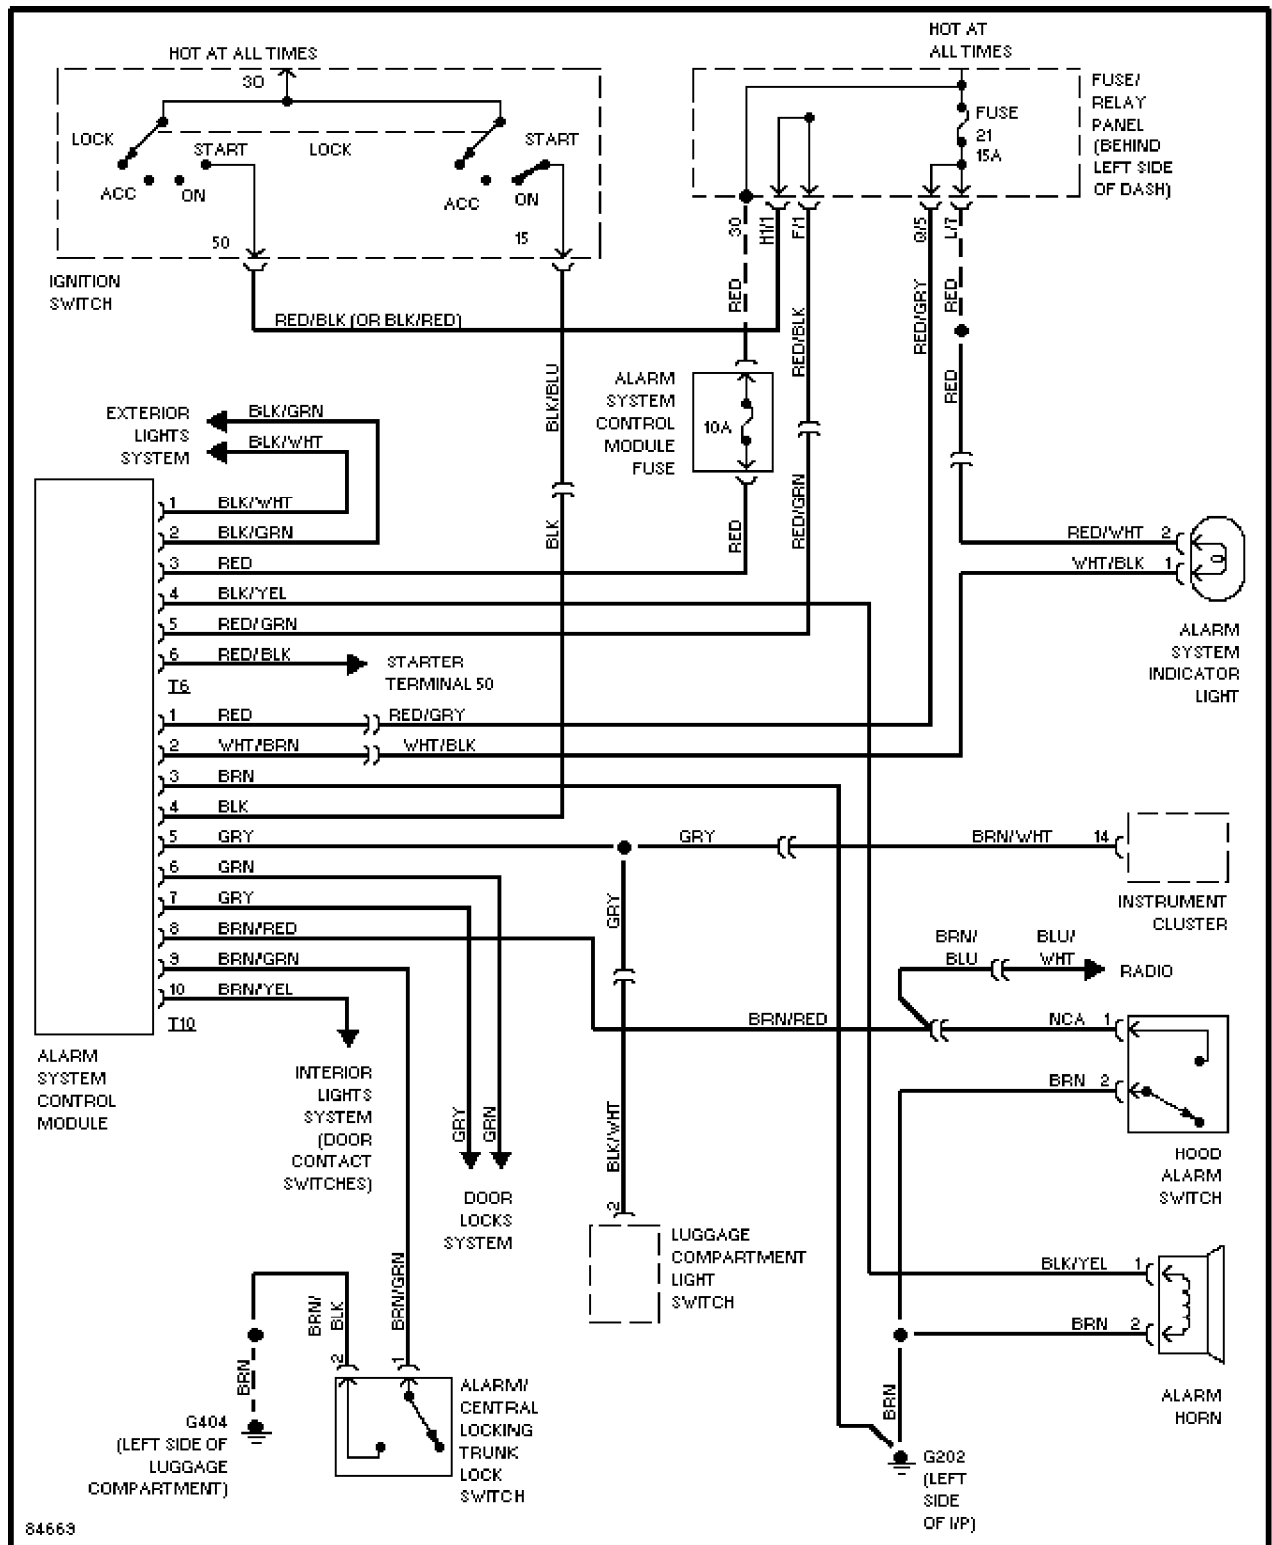 HOT AT ALL TIMES
30
LOCK
START
LOCK
START
ACC
ON
ACC
ON
50
15
IGNITION
SWITCH
HOT AT
ALL TIMES
FUSE
21
15A
FUSE/
RELAY
PANEL
(BEHIND
LEFT SIDE
OF DASH)
30
H1/1
F/1
G/5
L/7
RED
RED/BLK
RED/GRY
RED
RED/BLK (OR BLK/RED)
BLK/BLU
BLK
ALARM
SYSTEM
CONTROL
MODULE
FUSE
10A
RED
RED/GRN
RED
EXTERIOR
LIGHTS
SYSTEM
BLK/GRN
BLK/WHT
1 BLK/WHT
2 BLK/GRN
3 RED
4 BLK/YEL
5 RED/GRN
6 RED/BLK
STARTER
TERMINAL 50
T6
1 RED
RED/GRY
2 WHT/BRN
WHT/BLK
3 BRN
4 BLK
5 GRY
GRY
BRN/WHT 14
6 GRN
7 GRY
8 BRN/RED
9 BRN/GRN
10 BRN/YEL
T10
ALARM
SYSTEM
CONTROL
MODULE
RED/WHT 2
WHT/BLK 1
ALARM
SYSTEM
INDICATOR
LIGHT
INSTRUMENT
CLUSTER
GRY
BRN/
BLU
BLU/
WHT
RADIO
BRN/RED
NCA 1
BRN 2
HOOD
ALARM
SWITCH
INTERIOR
LIGHTS
SYSTEM
(DOOR
CONTACT
SWITCHES)
GRY
GRN
DOOR
LOCKS
SYSTEM
BLK/WHT
2
LUGGAGE
COMPARTMENT
LIGHT
SWITCH
BLK/YEL 1
BRN 2
ALARM
HORN
BRN/
BLK
BRN/GRN
2
1
BRN
G404
(LEFT SIDE OF
LUGGAGE
COMPARTMENT)
ALARM/
CENTRAL
LOCKING
TRUNK
LOCK
SWITCH
BRN
G202
(LEFT
SIDE
OF I/P)
84669